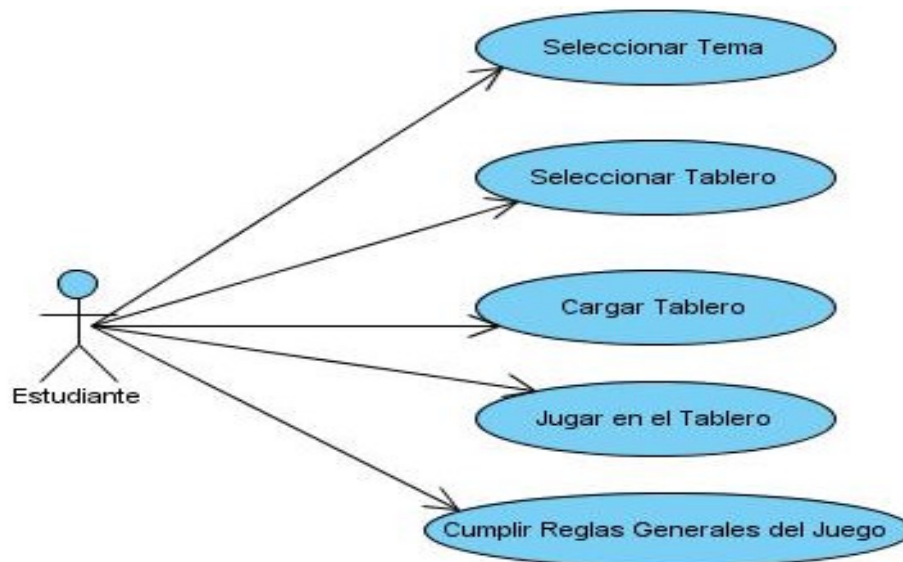 Seleccionar Tema
Seleccionar Tablero
Cargar Tablero
Estudiante
Jugar en el Tablero
Cumplir Reglas Generales del Juego